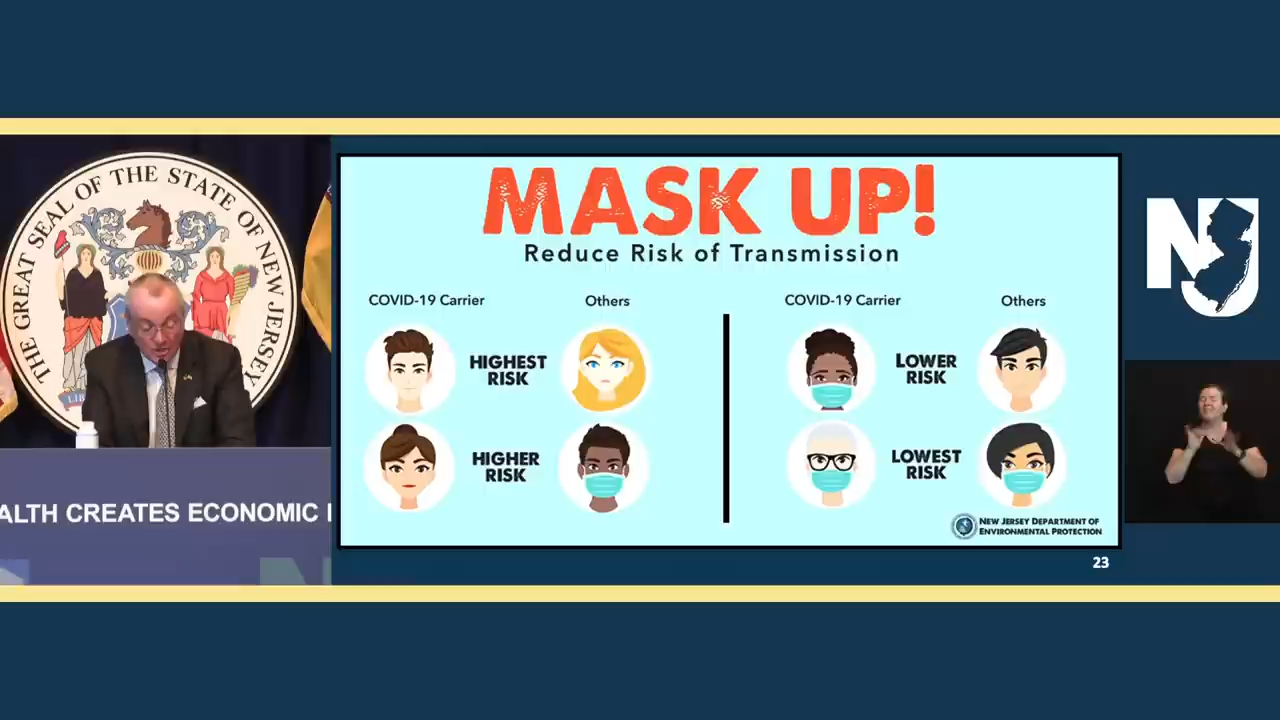 THE GREAT SEAL OF THE STATE OF NEW JERSEY
ALTH CREATES ECONOMIC
MASK UP!
Reduce Risk of Transmission
COVID-19 Carrier
Others
HIGHEST
RISK
HIGHER
RISK
COVID-19 Carrier
Others
LOWER
RISK
LOWEST
RISK
NEW JERSEY DEPARTMENT OF
ENVIRONMENTAL PROTECTION
23
NJ